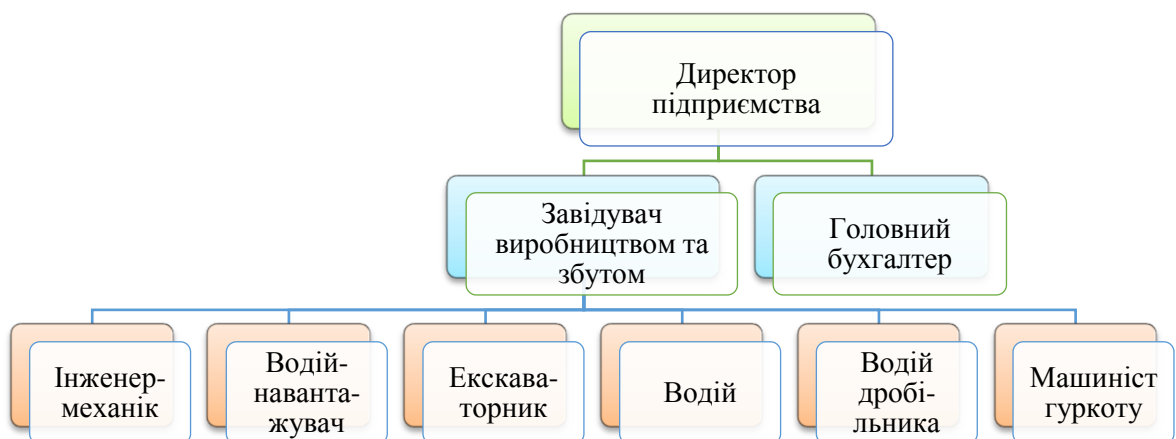 Директор
підприємства
Завідувач
виробництвом та
збутом
Головний
бухгалтер
Інженер-
механік
Водій-
наванта-
жувач
Екскава-
торник
Водій
Водій
дробі-
льника
Машиніст
гуркоту